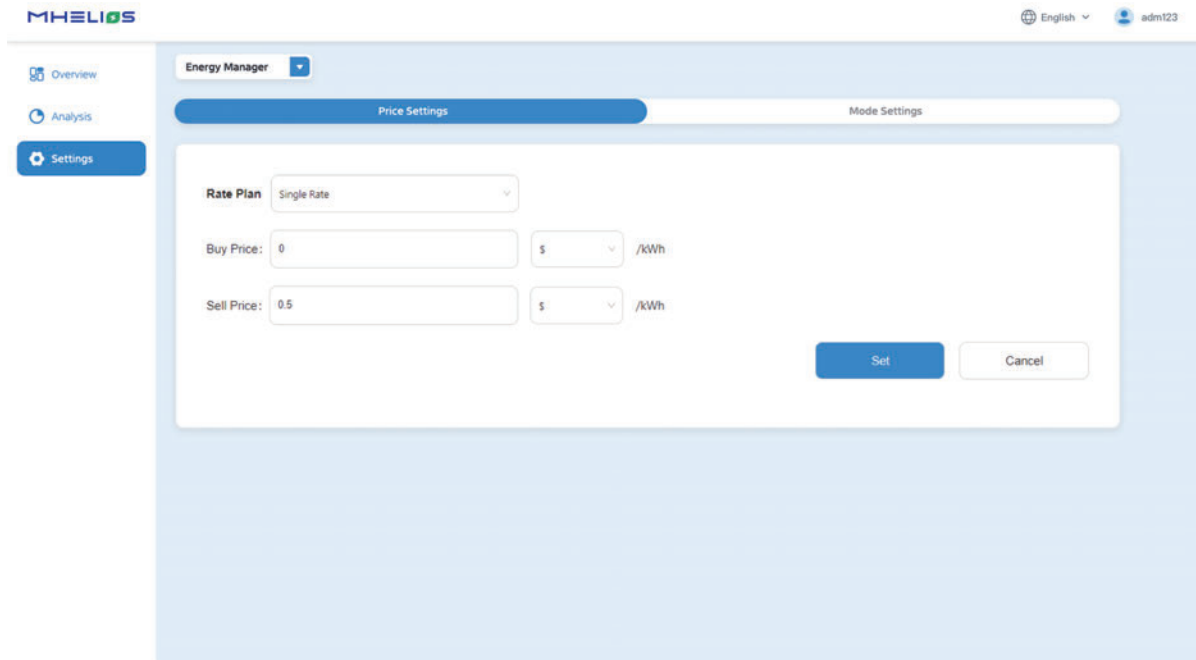 MHELIOS
English
adm123
Overview
Analysis
Settings
Energy Manager
Price Settings
Mode Settings
Rate Plan Single Rate
Buy Price: 0 $ /kWh
Sell Price: 0.5 $ /kWh
Set
Cancel